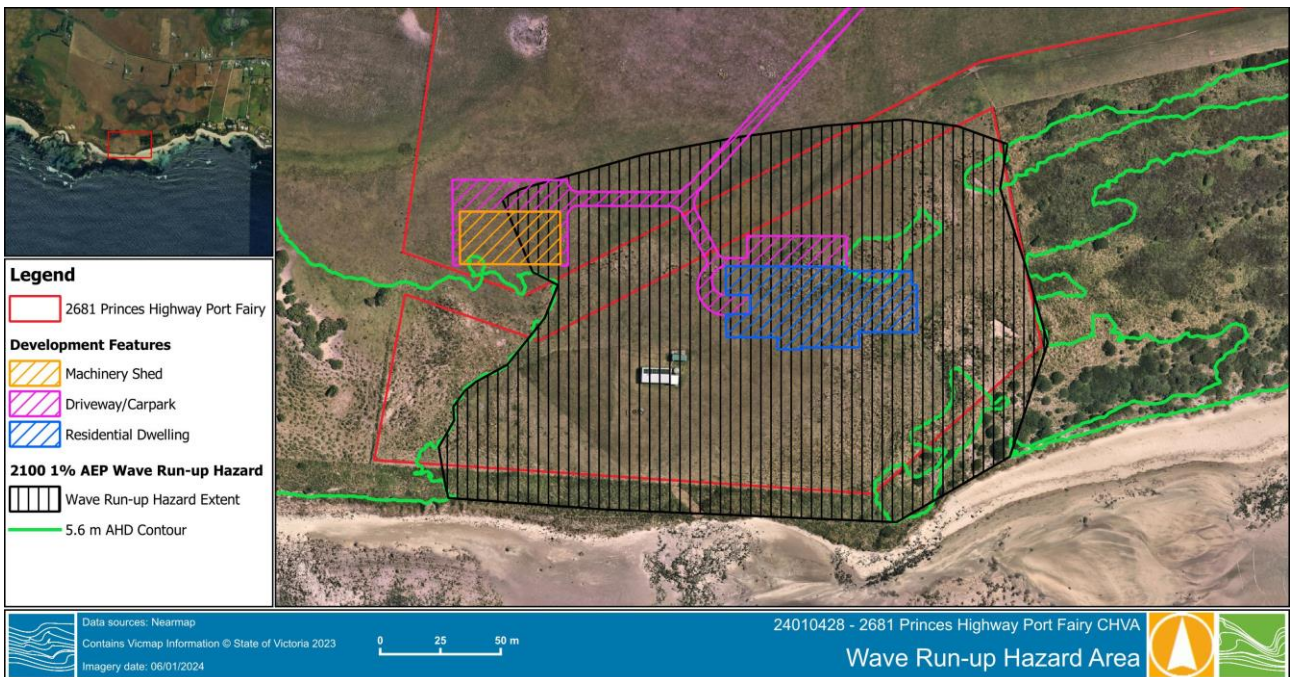 Legend
2681 Princes Highway Port Fairy
Development Features
Machinery Shed
Driveway/Carpark
Residential Dwelling
2100 1% AEP Wave Run-up Hazard
Wave Run-up Hazard Extent
5.6 m AHD Contour
Data sources: Nearmap
Contains Vicmap Information © State of Victoria 2023
Imagery date: 06/01/2024
0 25 50 m
24010428 - 2681 Princes Highway Port Fairy CHVA
Wave Run-up Hazard Area